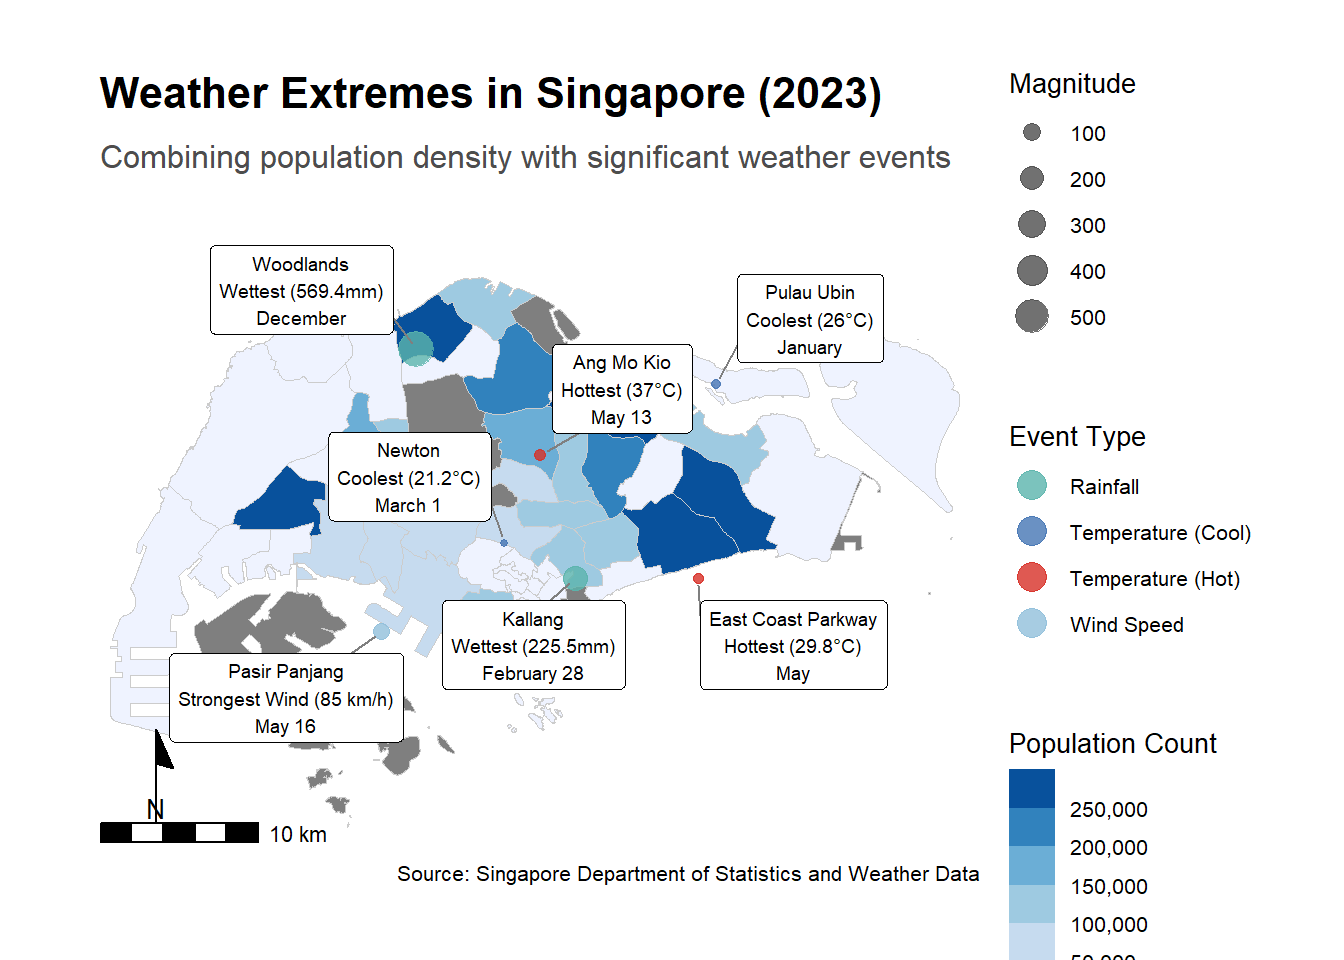 Weather Extremes in Singapore (2023)
Combining population density with significant weather events
Woodlands
Wettest (569.4mm)
December
Pulau Ubin
Coolest (26°C)
January
Ang Mo Kio
Hottest (37°C)
May 13
Newton
Coolest (21.2°C)
March 1
Kallang
Wettest (225.5mm)
February 28
East Coast Parkway
Hottest (29.8°C)
May
Pasir Panjang
Strongest Wind (85 km/h)
May 16
N
10 km
Source: Singapore Department of Statistics and Weather Data
Magnitude
100
200
300
400
500
Event Type
Rainfall
Temperature (Cool)
Temperature (Hot)
Wind Speed
Population Count
250,000
200,000
150,000
100,000
50,000